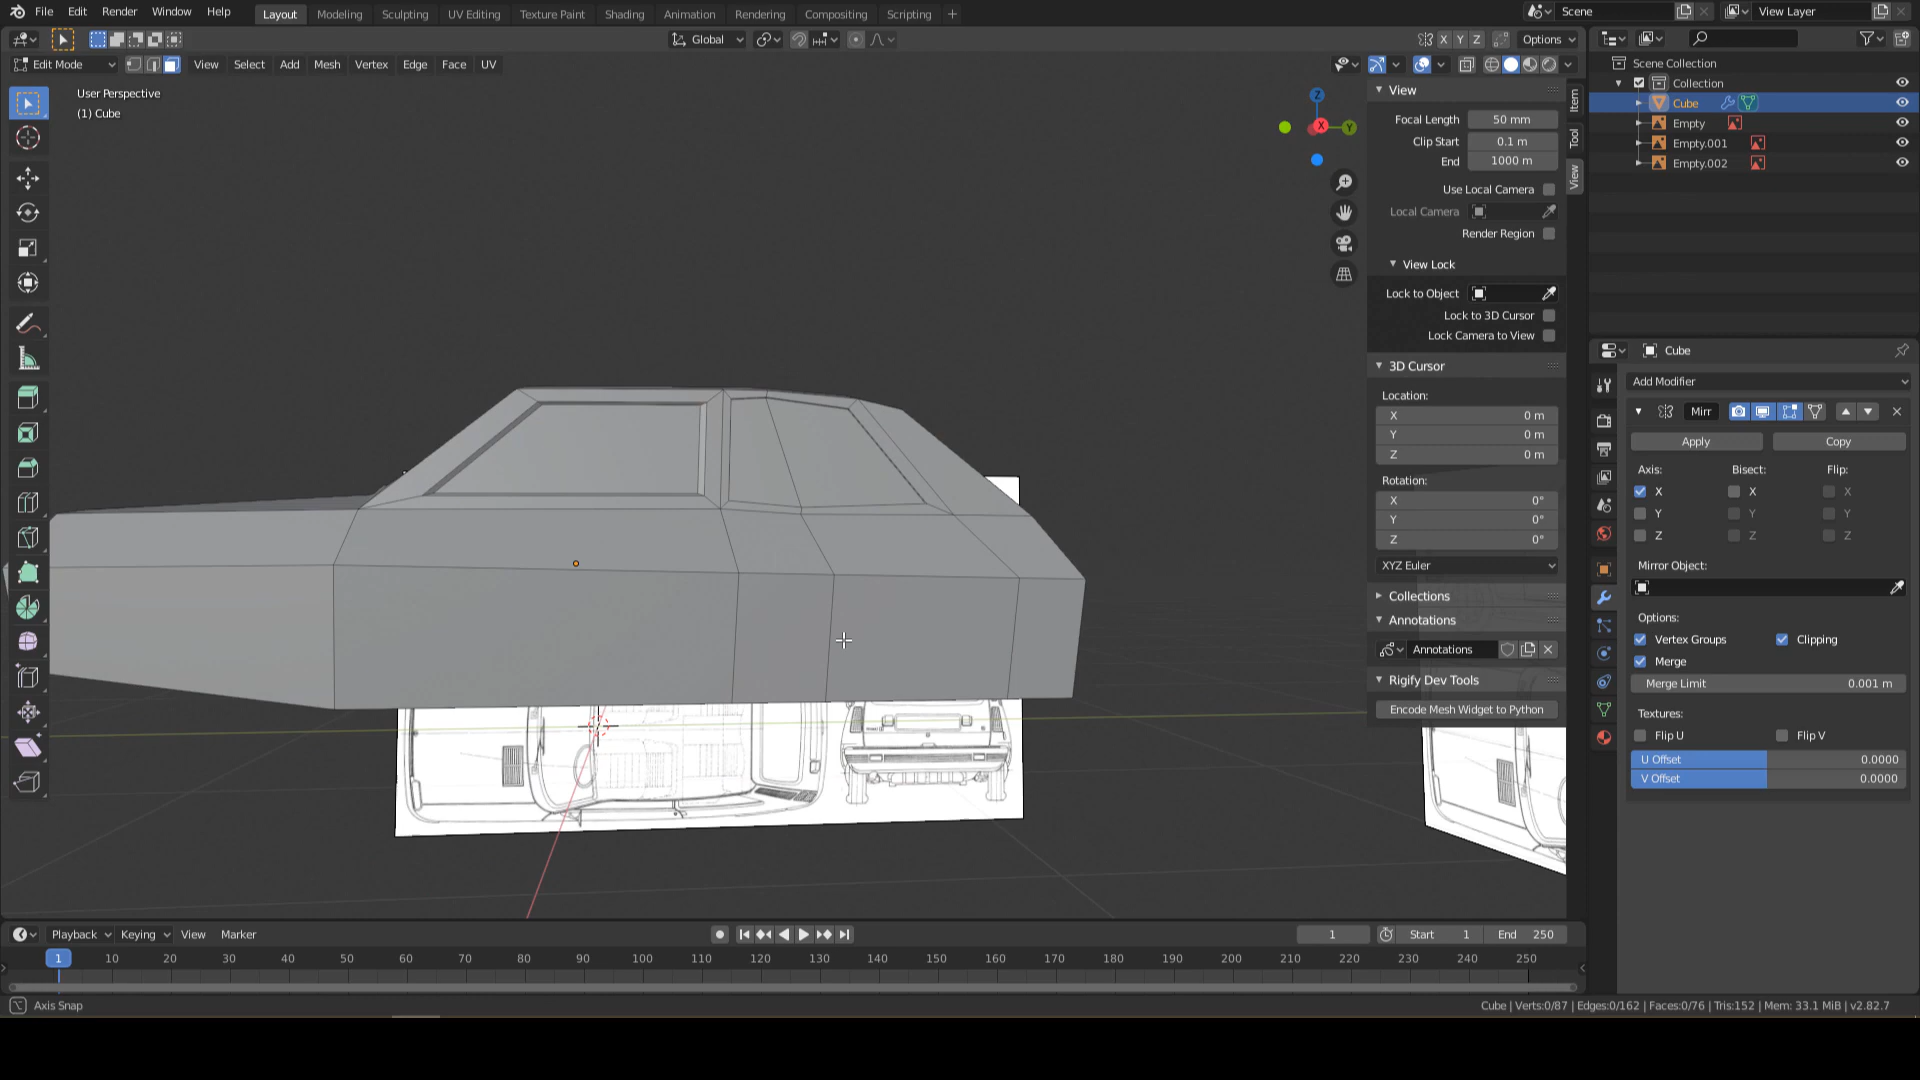 File Edit Render Window Help Layout Modeling Sculpting UV Editing Texture Paint Shading Animation Rendering Compositing Scripting + Scene View Layer
Global X Y Z Options
Edit Mode View Select Add Mesh Vertex Edge Face UV
User Perspective
(1) Cube
Z
X
Y
View
Focal Length 50 mm
Clip Start 0.1 m
End 1000 m
Use Local Camera
Local Camera
Render Region
View Lock
Lock to Object
Lock to 3D Cursor
Lock Camera to View
3D Cursor
Location:
X 0 m
Y 0 m
Z 0 m
Rotation:
X 0°
Y 0°
Z 0°
XYZ Euler
Collections
Annotations
Annotations
Rigify Dev Tools
Encode Mesh Widget to Python
Item
Tool
View
Scene Collection
Collection
Cube
Empty
Empty.001
Empty.002
Cube
Add Modifier
Mirr
Apply Copy
Axis: Bisect: Flip:
X X X
Y Y Y
Z Z Z
Mirror Object:
Options:
Vertex Groups Clipping
Merge
Merge Limit 0.001 m
Textures:
Flip U Flip V
U Offset 0.0000
V Offset 0.0000
Playback Keying View Marker 1 Start 1 End 250
1 10 20 30 40 50 60 70 80 90 100 110 120 130 140 150 160 170 180 190 200 210 220 230 240 250
Axis Snap
Cube | Verts:0/87 | Edges:0/162 | Faces:0/76 | Tris:152 | Mem: 33.1 MiB | v2.82.7